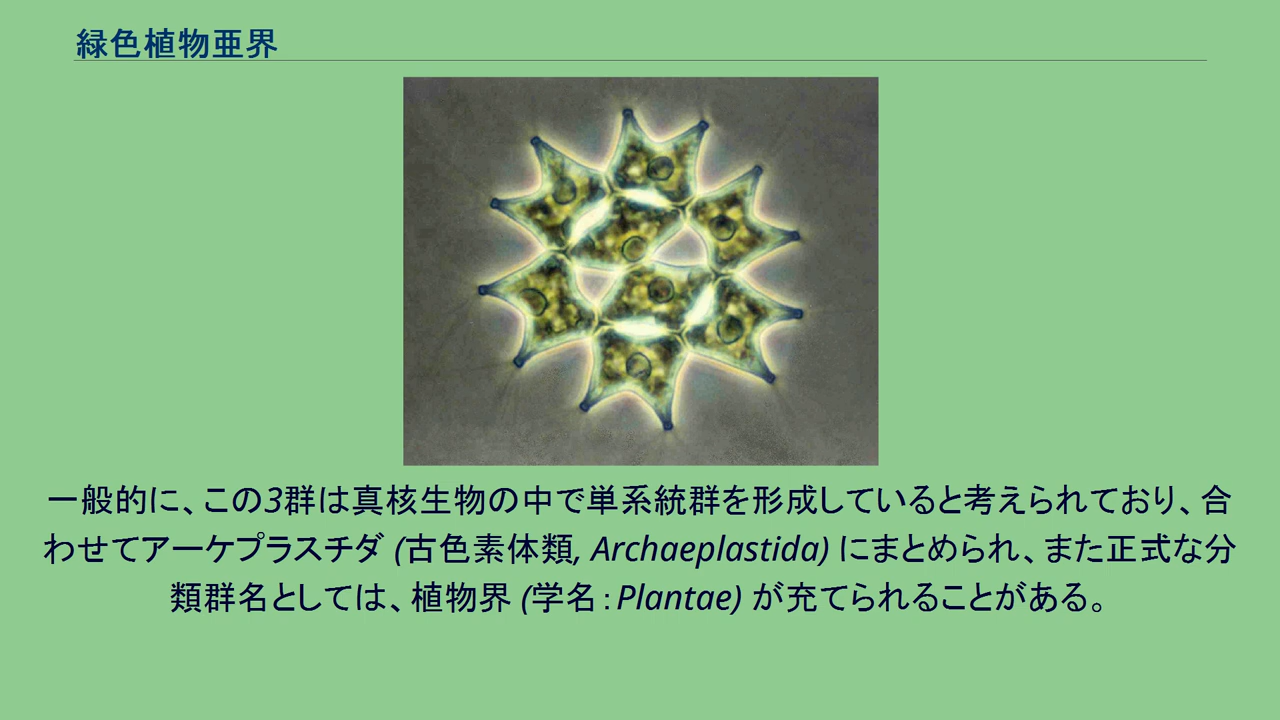 緑色植物亜界
一般的に、この3群は真核生物の中で単系統群を形成していると考えられており、合
わせてアーケプラスチダ (古色素体類, Archaeplastida) にまとめられ、また正式な分
類群名としては、植物界 (学名：Plantae) が充てられることがある。